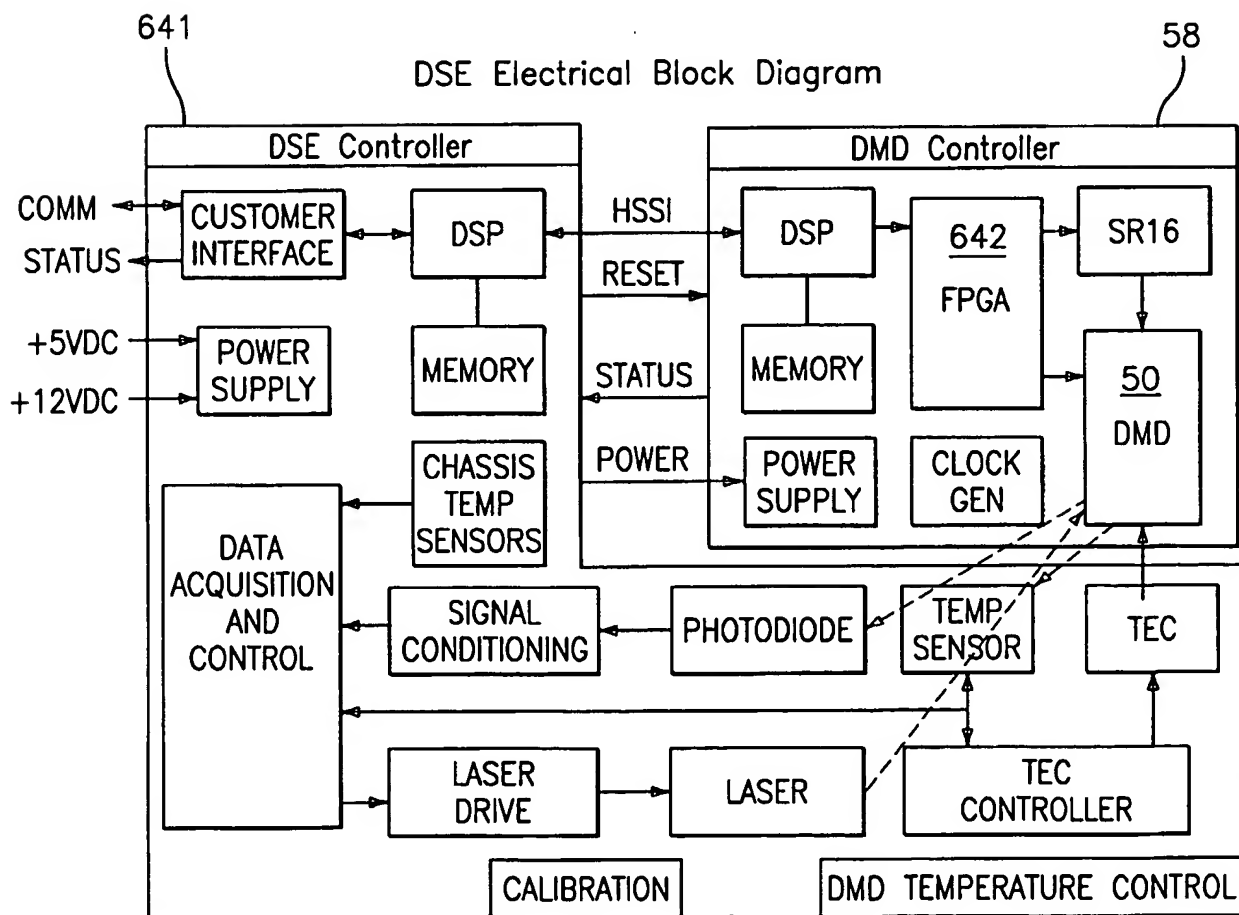 641
58
DSE Electrical Block Diagram
DSE Controller
DMD Controller
COMM
STATUS
+5VDC
+12VDC
CUSTOMER
INTERFACE
DSP
POWER
SUPPLY
MEMORY
CHASSIS
TEMP
SENSORS
HSSI
RESET
STATUS
POWER
DSP
MEMORY
POWER
SUPPLY
642
FPGA
CLOCK
GEN
SR16
50
DMD
DATA
ACQUISITION
AND
CONTROL
SIGNAL
CONDITIONING
PHOTODIODE
TEMP
SENSOR
TEC
LASER
DRIVE
LASER
TEC
CONTROLLER
CALIBRATION
DMD TEMPERATURE CONTROL